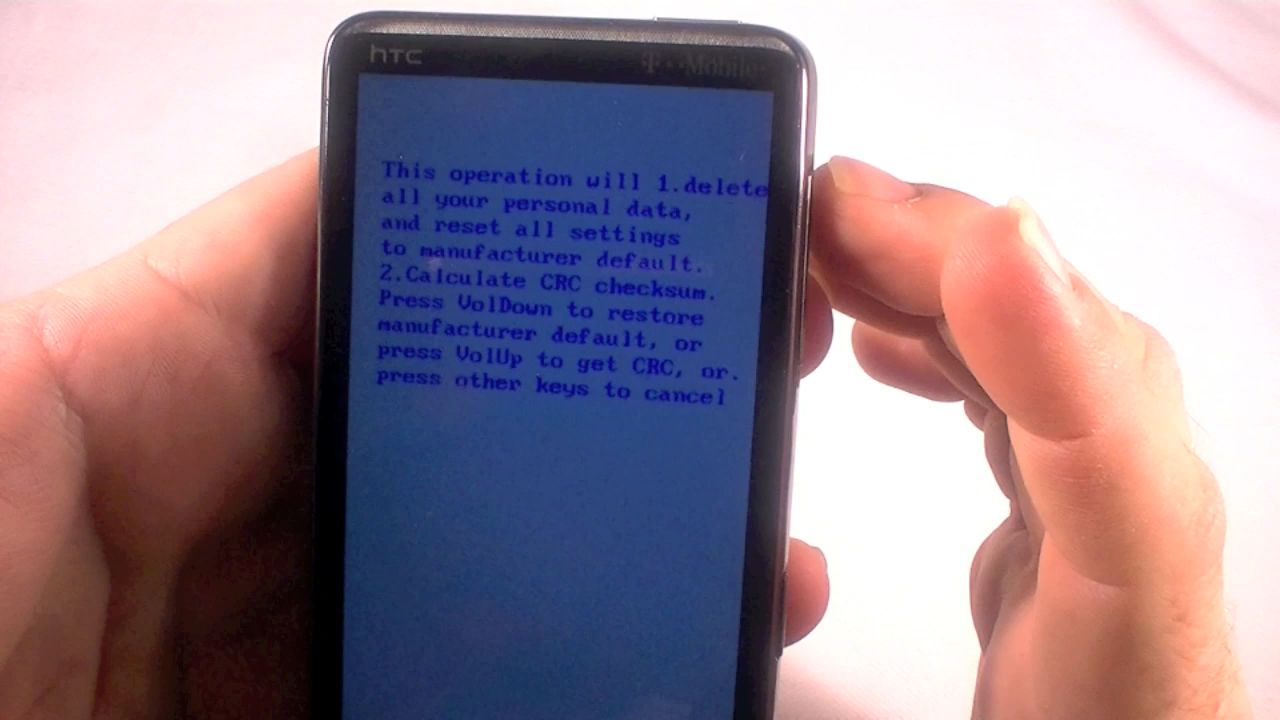 hTC T··Mobile·
This operation will 1.delete
all your personal data,
and reset all settings
to manufacturer default.
2.Calculate CRC checksum.
Press VolDown to restore
manufacturer default, or
press VolUp to get CRC, or.
press other keys to cancel